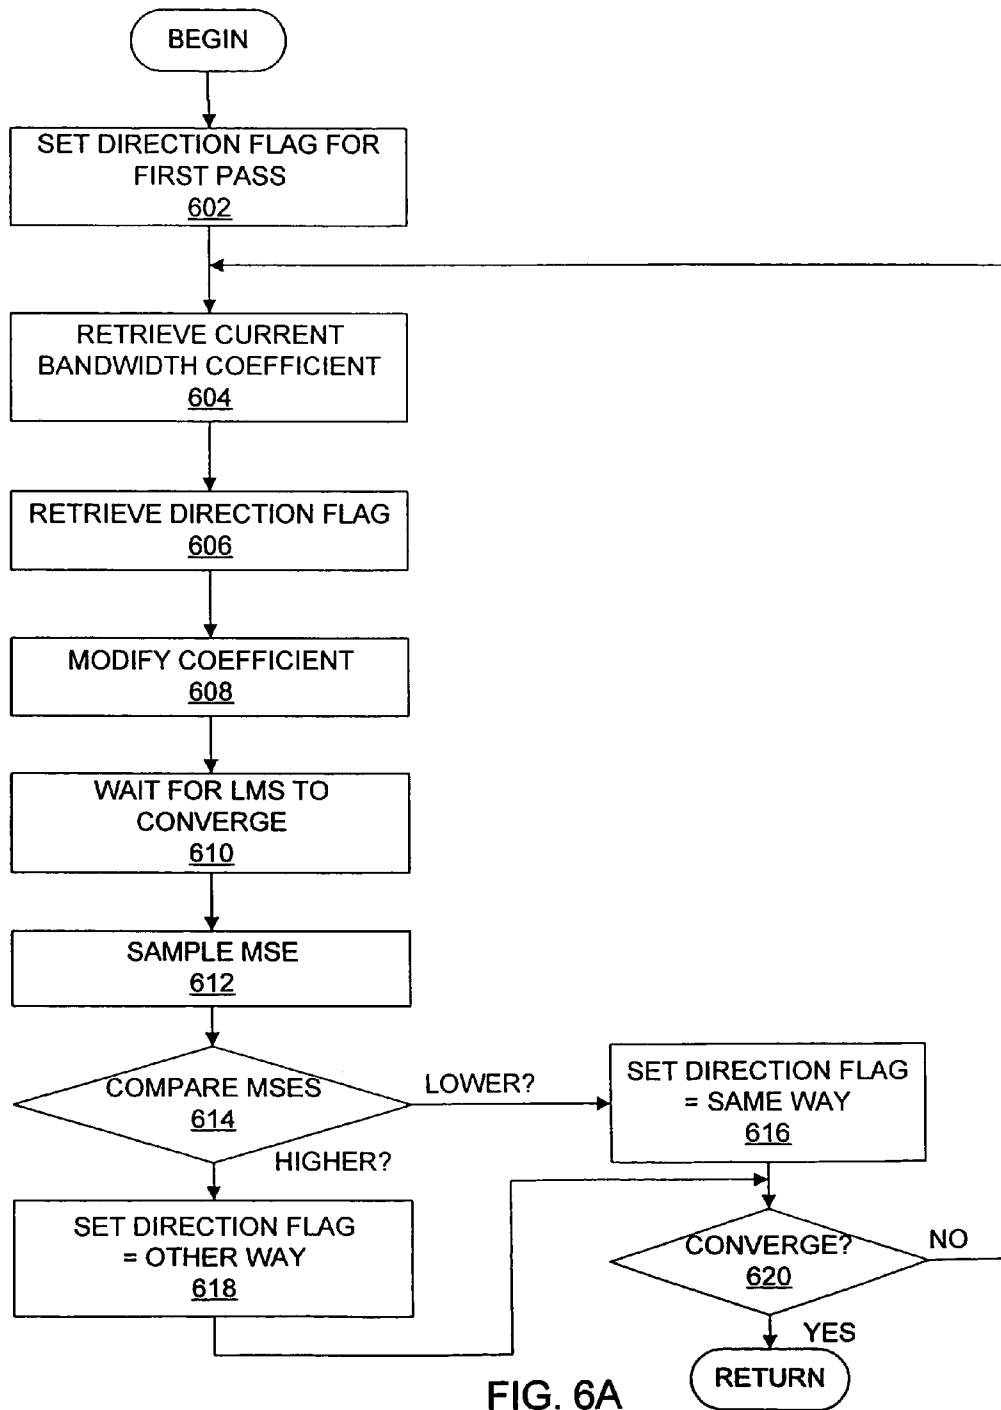 BEGIN
SET DIRECTION FLAG FOR
FIRST PASS
602
RETRIEVE CURRENT
BANDWIDTH COEFFICIENT
604
RETRIEVE DIRECTION FLAG
606
MODIFY COEFFICIENT
608
WAIT FOR LMS TO
CONVERGE
610
SAMPLE MSE
612
COMPARE MSES
614
LOWER?
HIGHER?
SET DIRECTION FLAG
= SAME WAY
616
SET DIRECTION FLAG
= OTHER WAY
618
CONVERGE?
620
NO
YES
RETURN
FIG. 6A